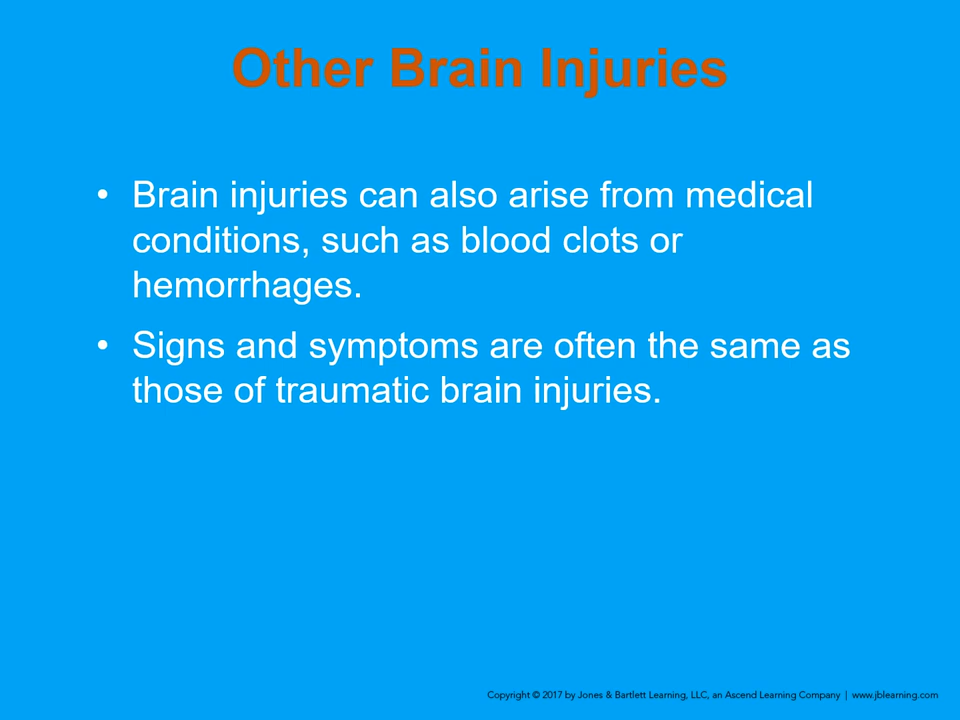 Other Brain Injuries
• Brain injuries can also arise from medical
conditions, such as blood clots or
hemorrhages.
• Signs and symptoms are often the same as
those of traumatic brain injuries.
Copyright © 2017 by Jones & Bartlett Learning, LLC, an Ascend Learning Company | www.jblearning.com